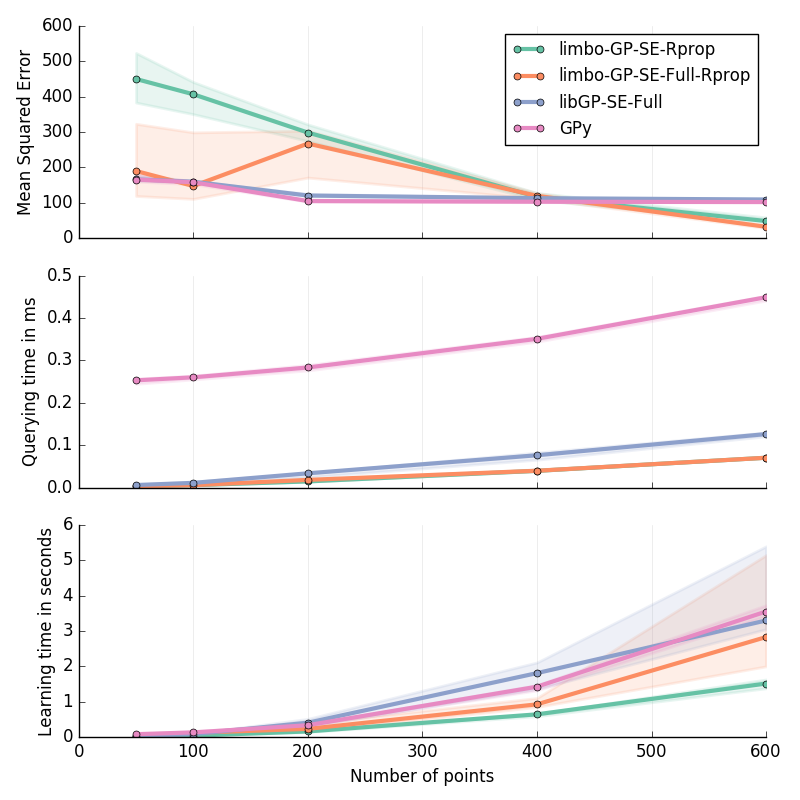 600
500
400
300
200
100
0
Mean Squared Error
limbo-GP-SE-Rprop
limbo-GP-SE-Full-Rprop
libGP-SE-Full
GPy
0.5
0.4
0.3
0.2
0.1
0.0
Querying time in ms
6
5
4
3
2
1
0
Learning time in seconds
0 100 200 300 400 500 600
Number of points